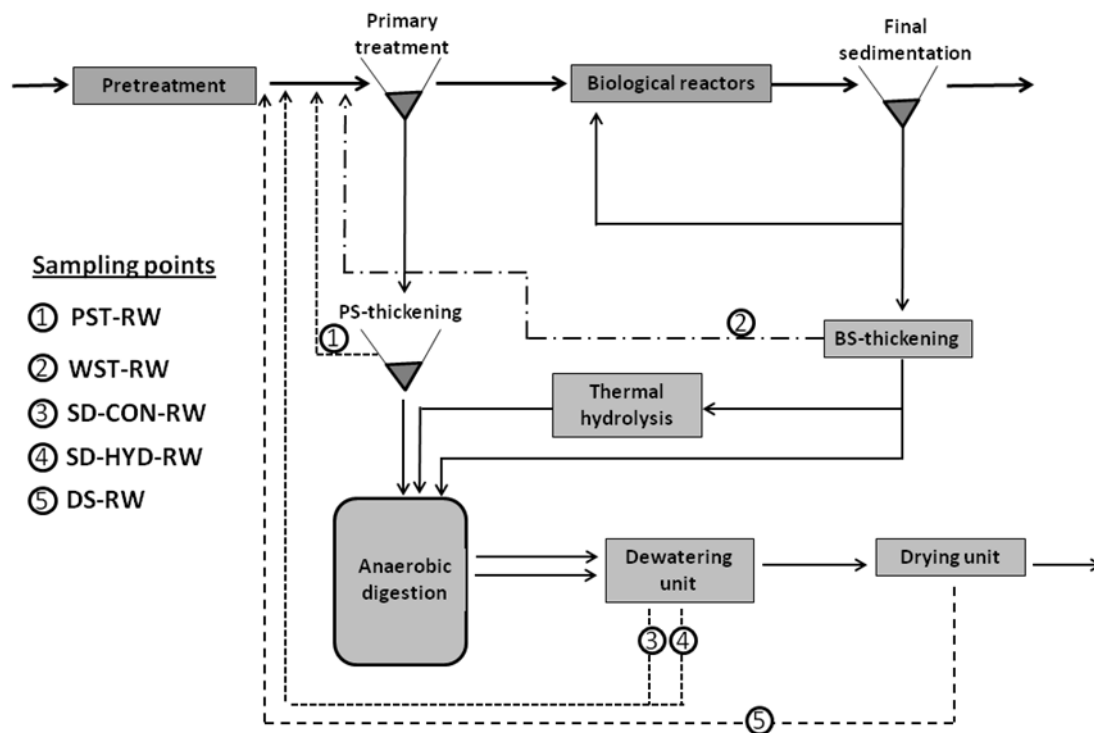 Primary
treatment
Final
sedimentation
Pretreatment
Biological reactors
Sampling points
1 PST-RW
2 WST-RW
3 SD-CON-RW
4 SD-HYD-RW
5 DS-RW
PS-thickening
1
2
BS-thickening
Thermal
hydrolysis
Anaerobic
digestion
Dewatering
unit
Drying unit
3
4
5